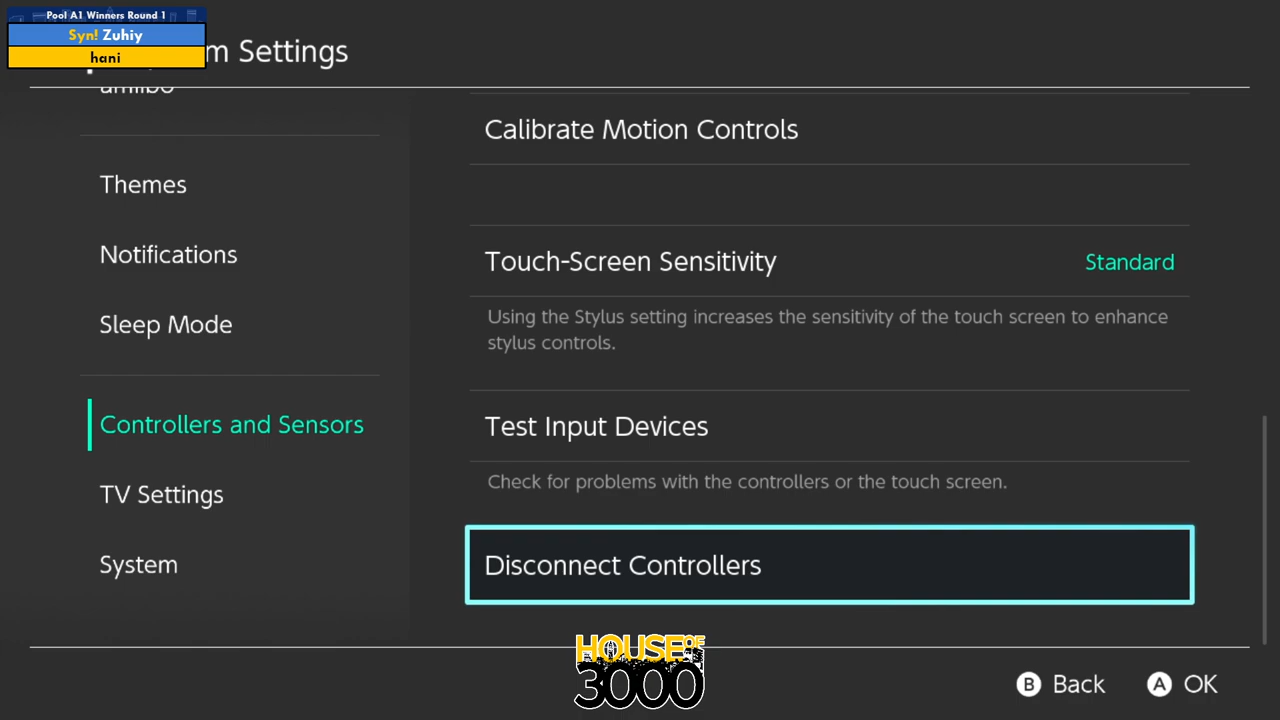 Pool A1 Winners Round 1
Syn! Zuhiy
hani
m Settings
amiibo
Themes
Notifications
Sleep Mode
Controllers and Sensors
TV Settings
System
Calibrate Motion Controls
Touch-Screen Sensitivity Standard
Using the Stylus setting increases the sensitivity of the touch screen to enhance
stylus controls.
Test Input Devices
Check for problems with the controllers or the touch screen.
Disconnect Controllers
HOUSE OF
3000
B Back A OK